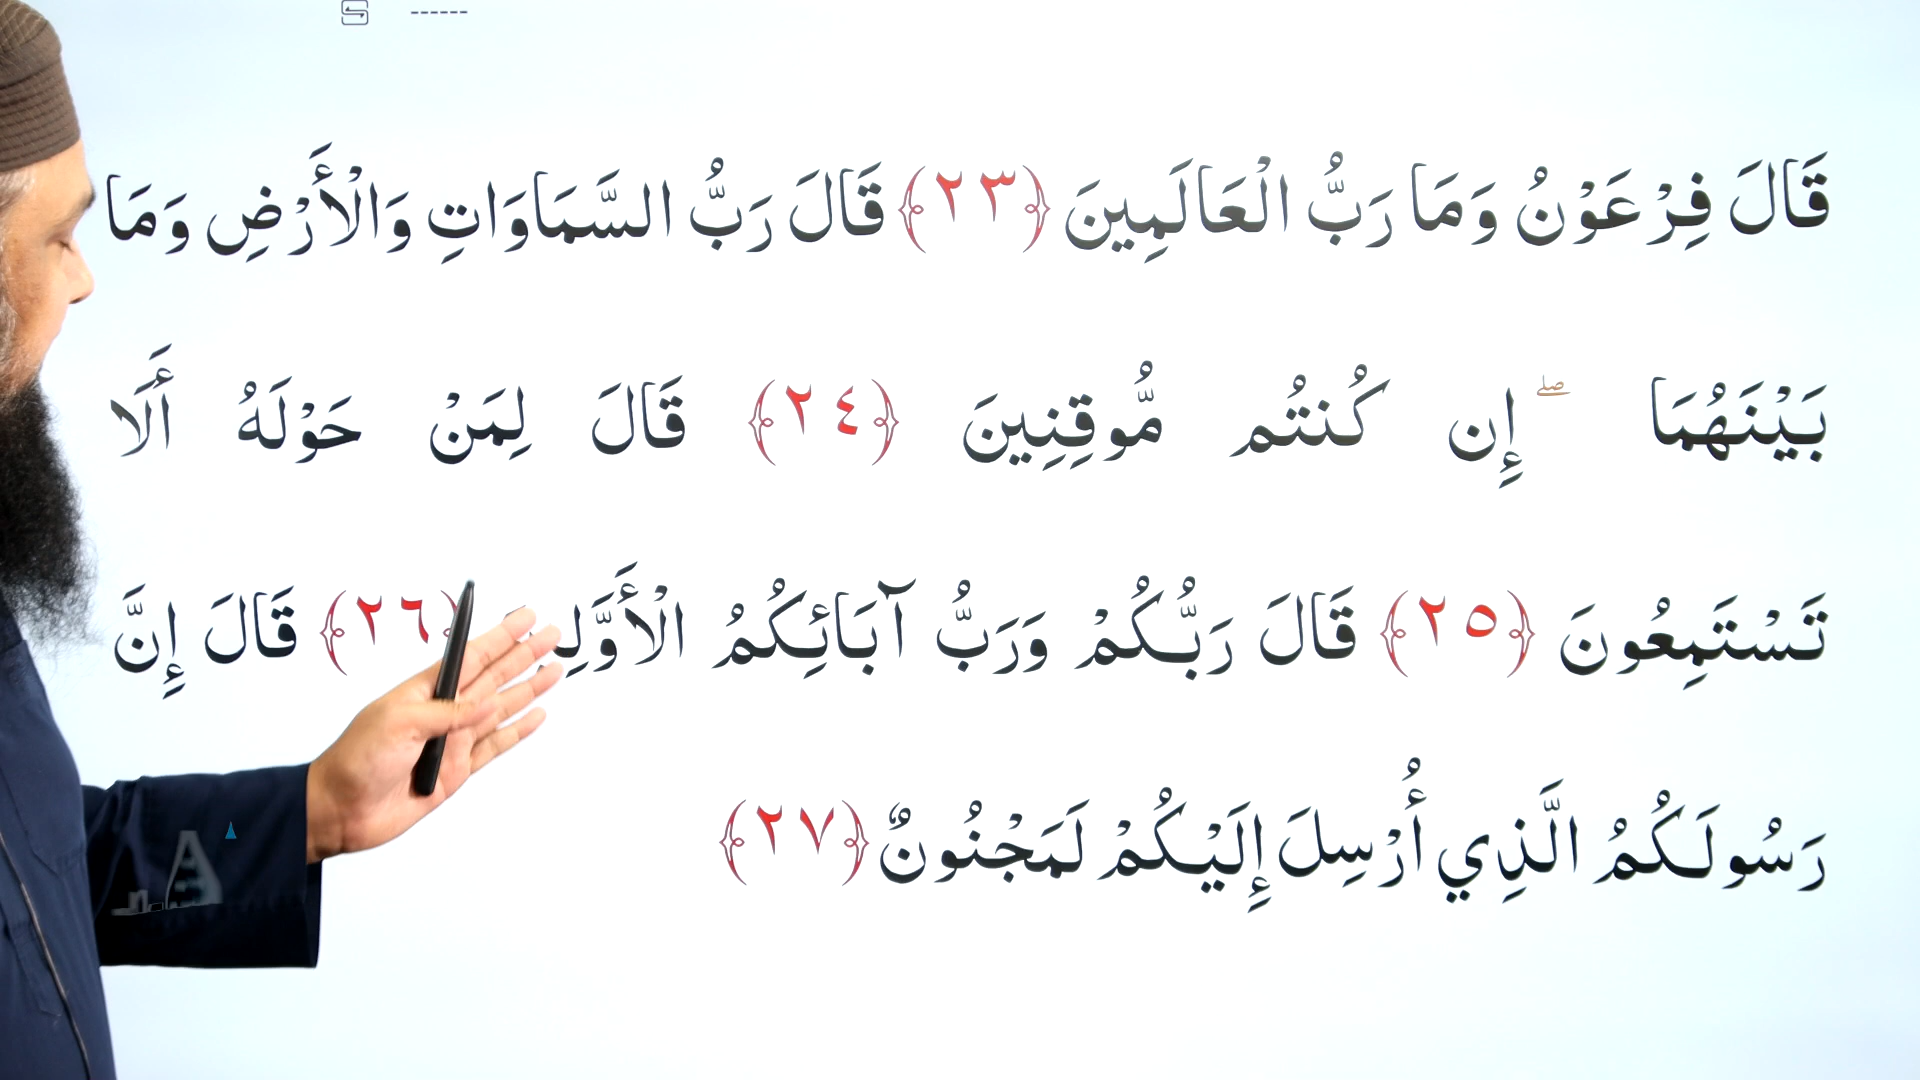 قَالَ فِرْعَوْنُ وَمَا رَبُّ الْعَالَمِينَ ﴿٢٣﴾ قَالَ رَبُّ السَّمَاوَاتِ وَالْأَرْضِ وَمَا
بَيْنَهُمَا ۖ إِن كُنتُم مُّوقِنِينَ ﴿٢٤﴾ قَالَ لِمَنْ حَوْلَهُ أَلَا
تَسْتَمِعُونَ ﴿٢٥﴾ قَالَ رَبُّكُمْ وَرَبُّ آبَائِكُمُ ﴿٢٦﴾ قَالَ إِنَّ
رَسُولَكُمُ الَّذِي أُرْسِلَ إِلَيْكُمْ لَمَجْنُونٌ ﴿٢٧﴾